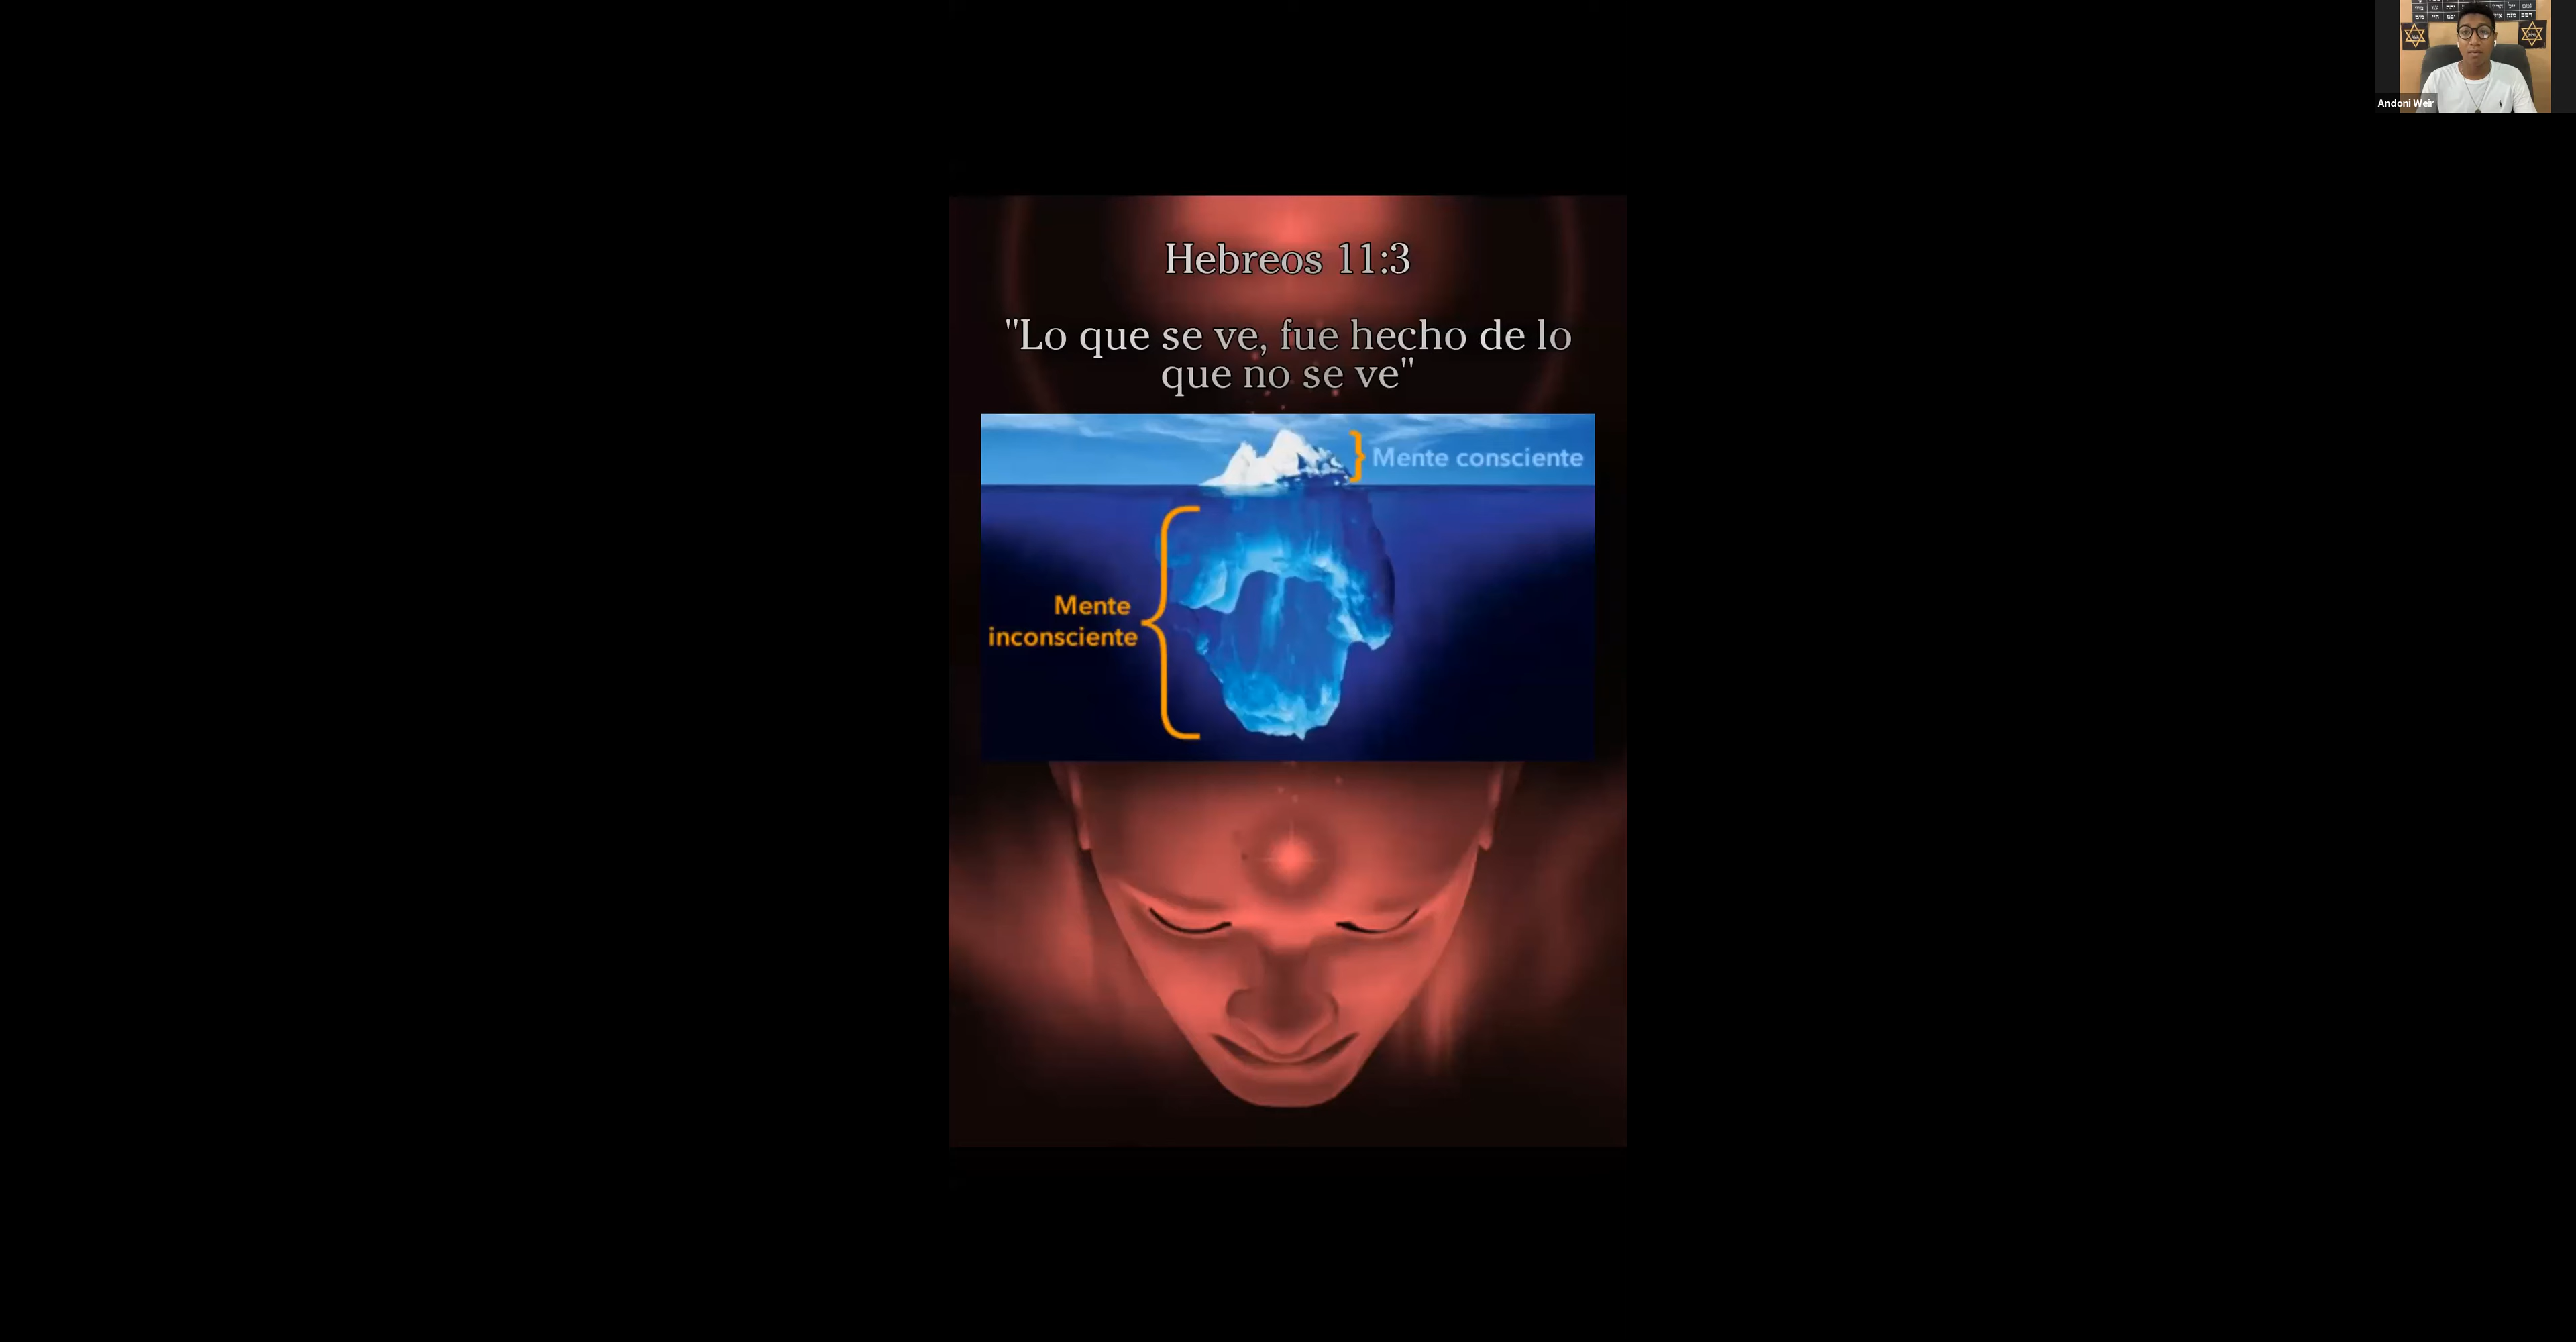 Hebreos 11:3
"Lo que se ve, fue hecho de lo
que no se ve"
Mente consciente
Mente
inconsciente
Andoni Weir